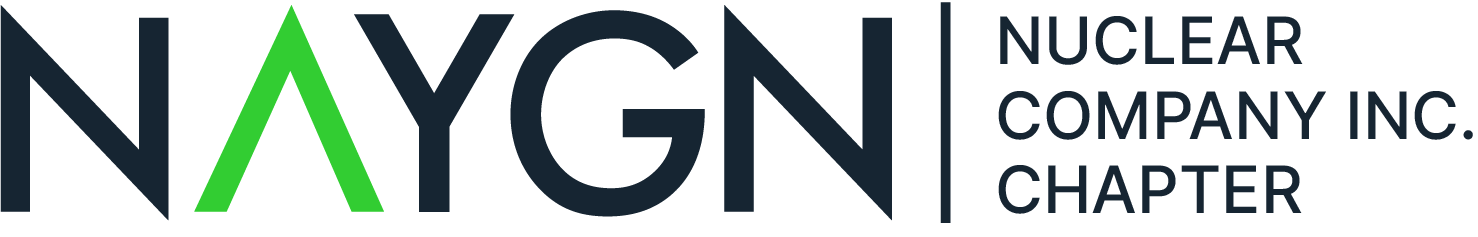 NAYGN
NUCLEAR
COMPANY INC.
CHAPTER